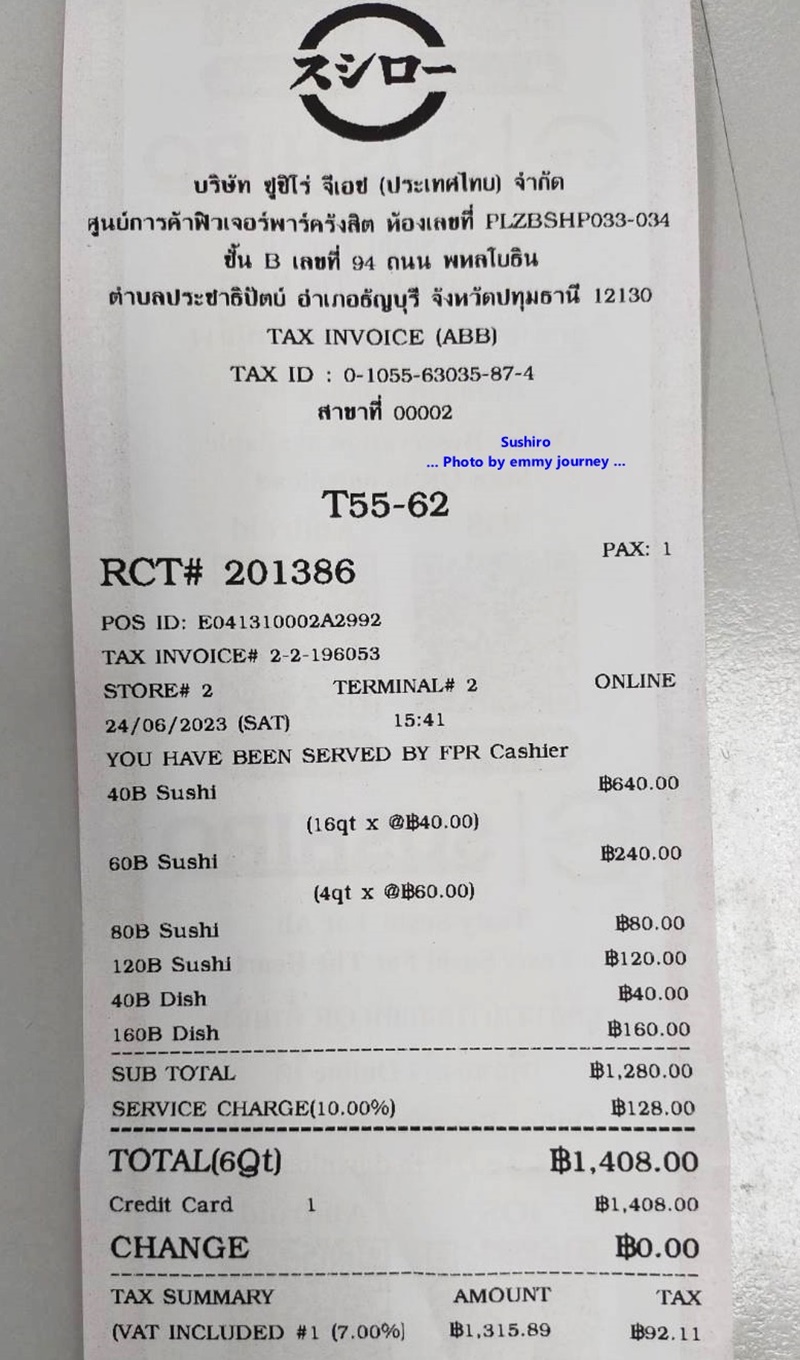 スシロー
บริษัท ซูชิโร่ จีเอช (ประเทศไทย) จำกัด
ศูนย์การค้าฟิวเจอร์พาร์ครังสิต ห้องเลขที่ PLZBSHP033-034
ชั้น B เลขที่ 94 ถนน พหลโยธิน
ตำบลประชาธิปัตย์ อำเภอธัญบุรี จังหวัดปทุมธานี 12130
TAX INVOICE (ABB)
TAX ID : 0-1055-63035-87-4
สาขาที่ 00002
Sushiro
... Photo by emmy journey ...
T55-62
PAX: 1
RCT# 201386
POS ID: E041310002A2992
TAX INVOICE# 2-2-196053
STORE# 2 TERMINAL# 2 ONLINE
24/06/2023 (SAT) 15:41
YOU HAVE BEEN SERVED BY FPR Cashier
40B Sushi ฿640.00
(16qt x @฿40.00)
60B Sushi ฿240.00
(4qt x @฿60.00)
80B Sushi ฿80.00
120B Sushi ฿120.00
40B Dish ฿40.00
160B Dish ฿160.00
SUB TOTAL ฿1,280.00
SERVICE CHARGE(10.00%) ฿128.00
TOTAL(6Qt) ฿1,408.00
Credit Card 1 ฿1,408.00
CHANGE ฿0.00
TAX SUMMARY AMOUNT TAX
(VAT INCLUDED #1 (7.00%) ฿1,315.89 ฿92.11